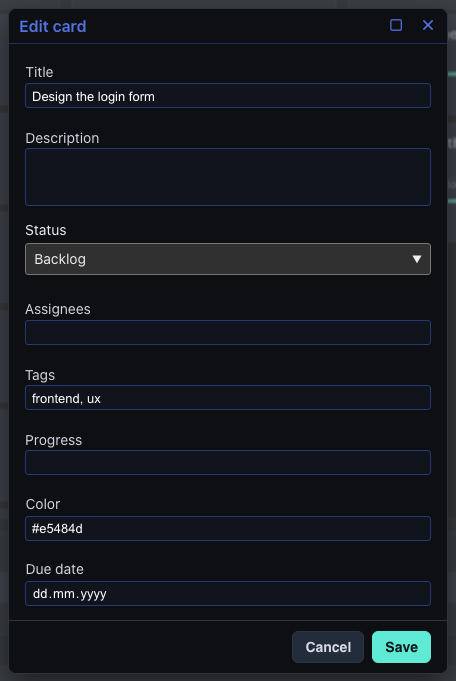 Edit card
Title
Design the login form
Description
Status
Backlog
Assignees
Tags
frontend, ux
Progress
Color
#e5484d
Due date
dd.mm.yyyy
Cancel
Save